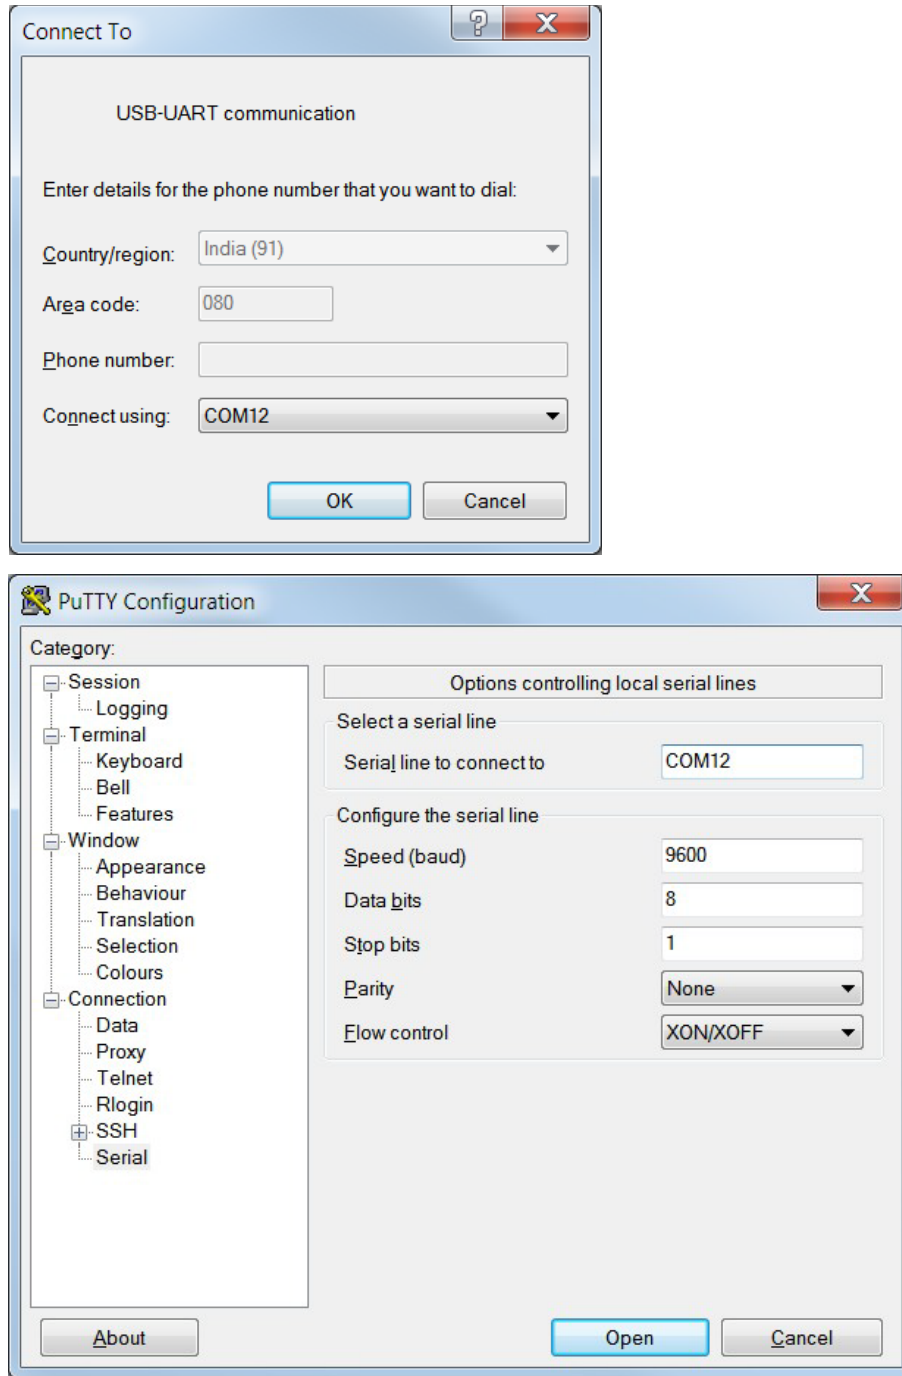 Connect To
USB-UART communication
Enter details for the phone number that you want to dial:
Country/region: India (91)
Area code: 080
Phone number:
Connect using: COM12
OK Cancel
PuTTY Configuration
Category:
Session
Logging
Terminal
Keyboard
Bell
Features
Window
Appearance
Behaviour
Translation
Selection
Colours
Connection
Data
Proxy
Telnet
Rlogin
SSH
Serial
Options controlling local serial lines
Select a serial line
Serial line to connect to COM12
Configure the serial line
Speed (baud) 9600
Data bits 8
Stop bits 1
Parity None
Flow control XON/XOFF
About Open Cancel